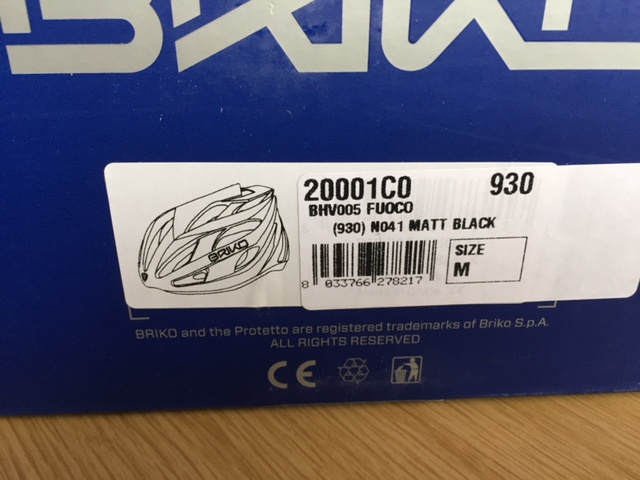 BRIKO
20001C0 930
BHV005 FUOCO
(930) N041 MATT BLACK
BRIKO
SIZE
M
8 033766 278217
BRIKO and the Protetto are registered trademarks of Briko S.p.A.
ALL RIGHTS RESERVED
CE